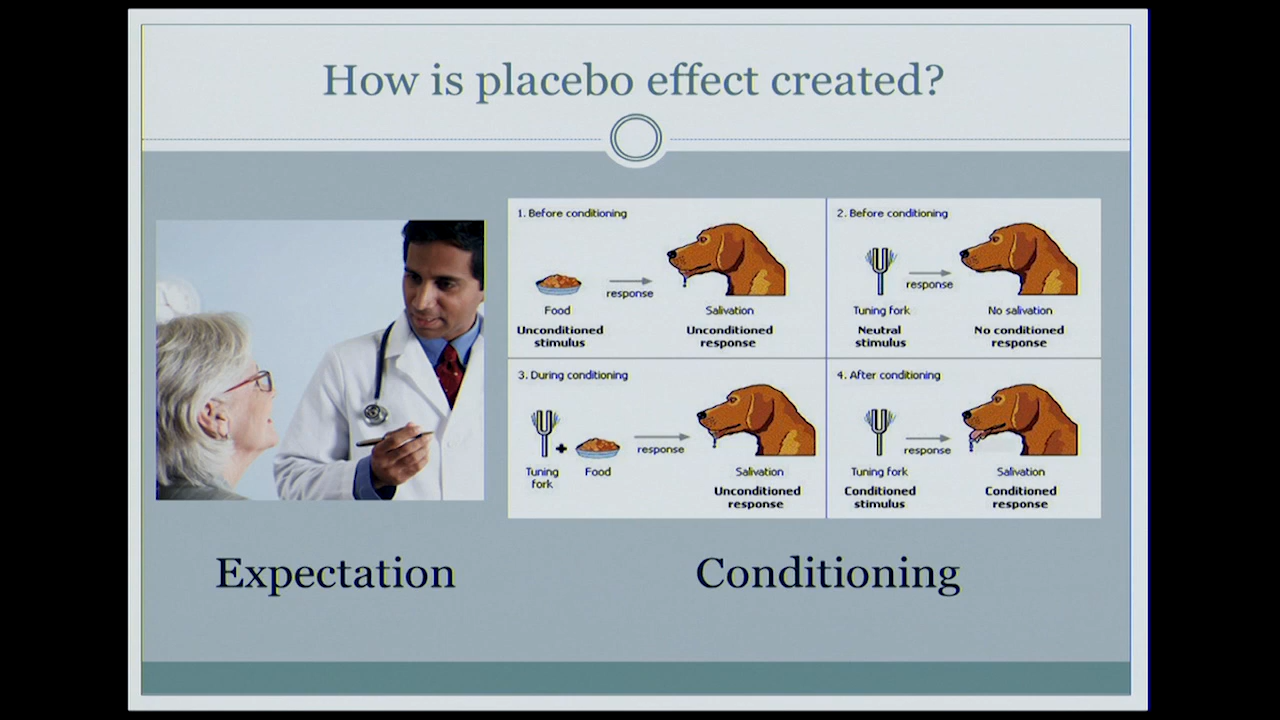 How is placebo effect created?
1. Before conditioning
response
Food
Salivation
Unconditioned
stimulus
Unconditioned
response
2. Before conditioning
response
Tuning fork
No salivation
Neutral
stimulus
No conditioned
response
3. During conditioning
response
Tuning
fork
Food
Salivation
Unconditioned
response
4. After conditioning
response
Tuning fork
Salivation
Conditioned
stimulus
Conditioned
response
Expectation
Conditioning